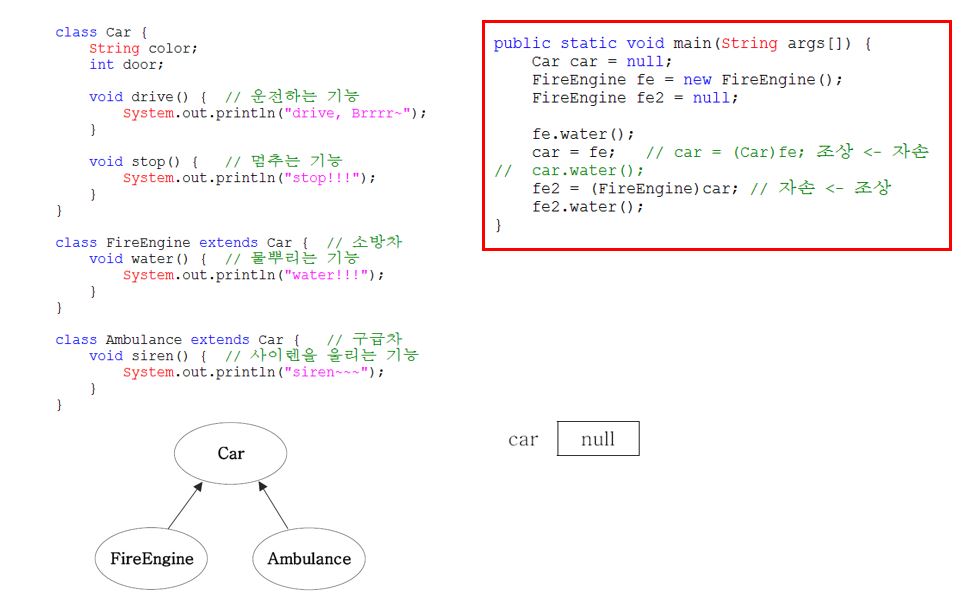 class Car {
String color;
int door;
void drive() {  // 운전하는 기능
System.out.println("drive, Brrrr~");
}
void stop() {   // 멈추는 기능
System.out.println("stop!!!");
}
}
class FireEngine extends Car {  // 소방차
void water() {  // 물뿌리는 기능
System.out.println("water!!!");
}
}
class Ambulance extends Car {   // 구급차
void siren() {  // 사이렌을 울리는 기능
System.out.println("siren~~~");
}
}
public static void main(String args[]) {
Car car = null;
FireEngine fe = new FireEngine();
FireEngine fe2 = null;
fe.water();
car = fe;   // car = (Car)fe; 조상 <- 자손
//  car.water();
fe2 = (FireEngine)car; // 자손 <- 조상
fe2.water();
}
Car
FireEngine
Ambulance
car null